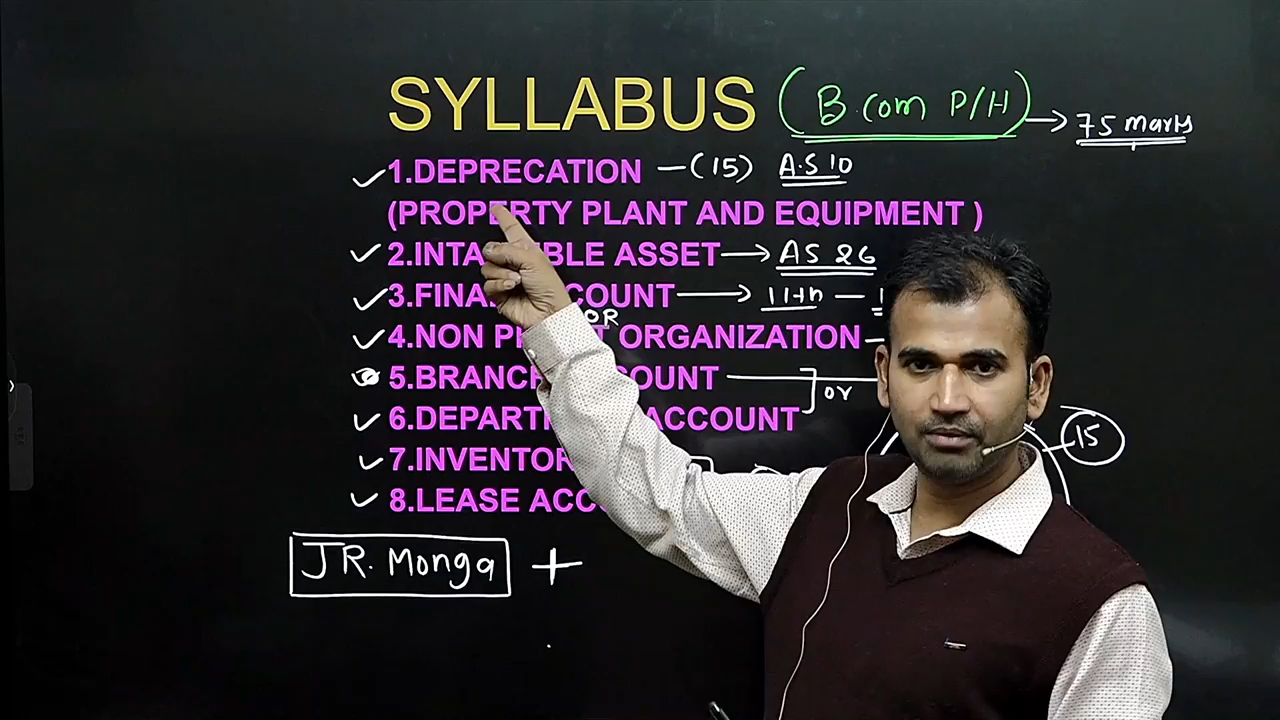 SYLLABUS (B.Com P/H) → 75 marks
1.DEPRECATION – (15) A.S 10
(PROPERTY PLANT AND EQUIPMENT )
2.INTA BLE ASSET → AS 26
3.FINA COUNT → 11th –
OR
4.NON P T ORGANIZATION –
5.BRANCH COUNT
or
6.DEPART ACCOUNT
15
7.INVENTOR
8.LEASE ACC
JR. Monga +